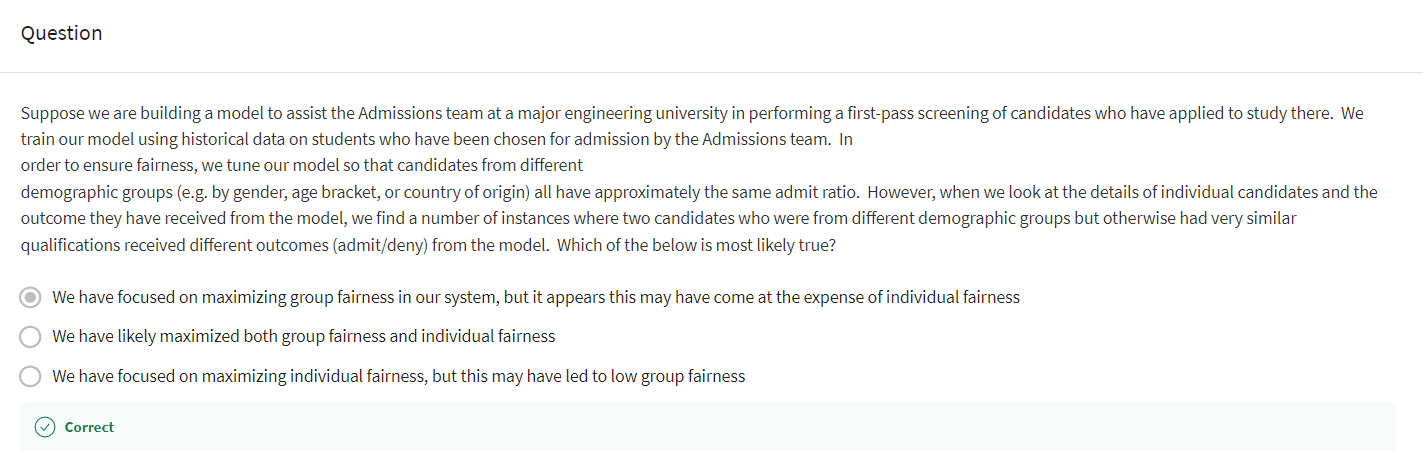 Question
Suppose we are building a model to assist the Admissions team at a major engineering university in performing a first-pass screening of candidates who have applied to study there.  We
train our model using historical data on students who have been chosen for admission by the Admissions team.  In
order to ensure fairness, we tune our model so that candidates from different
demographic groups (e.g. by gender, age bracket, or country of origin) all have approximately the same admit ratio.  However, when we look at the details of individual candidates and the
outcome they have received from the model, we find a number of instances where two candidates who were from different demographic groups but otherwise had very similar
qualifications received different outcomes (admit/deny) from the model.  Which of the below is most likely true?
We have focused on maximizing group fairness in our system, but it appears this may have come at the expense of individual fairness
We have likely maximized both group fairness and individual fairness
We have focused on maximizing individual fairness, but this may have led to low group fairness
Correct